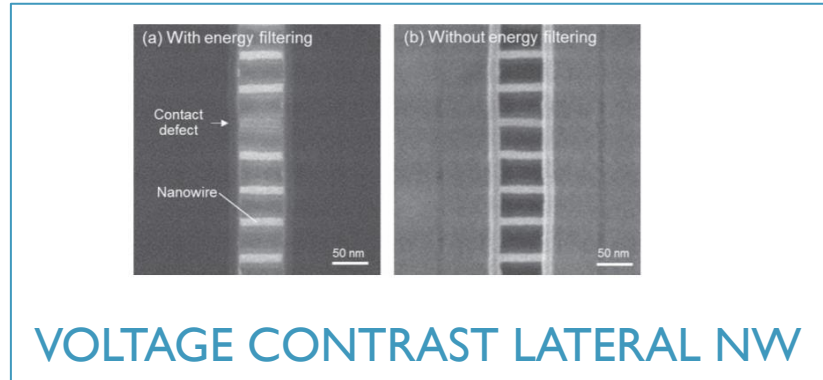 (a) With energy filtering
(b) Without energy filtering
Contact
defect
Nanowire
50 nm
50 nm
VOLTAGE CONTRAST LATERAL NW